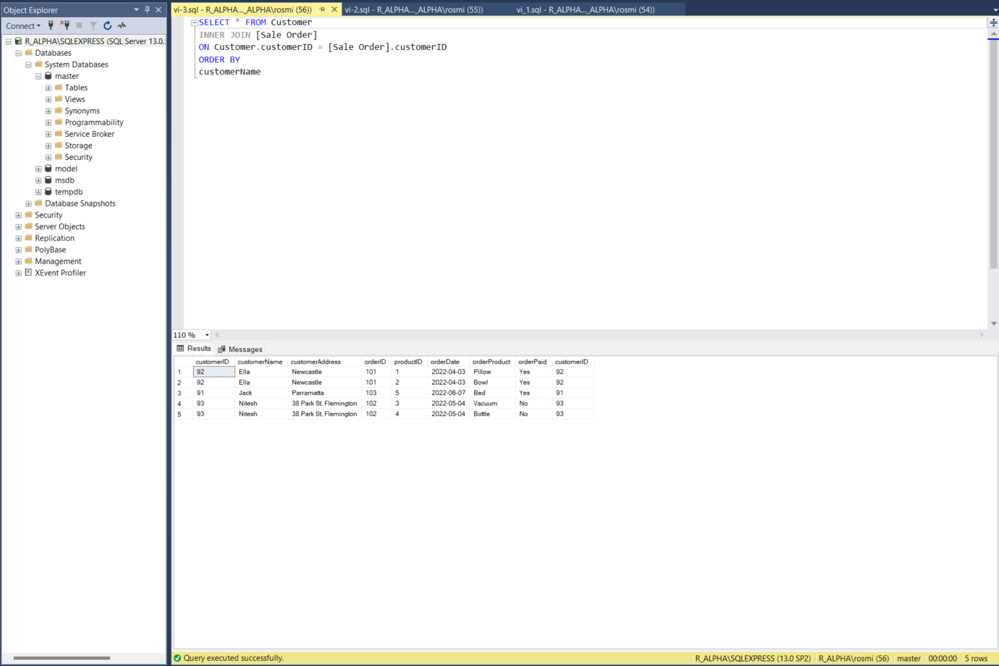 Object Explorer
Connect
R_ALPHA\SQLEXPRESS (SQL Server 13.0.
Databases
System Databases
master
Tables
Views
Synonyms
Programmability
Service Broker
Storage
Security
model
msdb
tempdb
Database Snapshots
Security
Server Objects
Replication
PolyBase
Management
XEvent Profiler
vi-3.sql - R_ALPHA..._ALPHA\rosmi (56)) vi-2.sql - R_ALPHA..._ALPHA\rosmi (55)) vi_1.sql - R_ALPHA..._ALPHA\rosmi (54))
SELECT * FROM Customer
INNER JOIN [Sale Order]
ON Customer.customerID = [Sale Order].customerID
ORDER BY
customerName
110 %
Results Messages
customerID customerName customerAddress orderID productID orderDate orderProduct orderPaid customerID
1 92 Ella Newcastle 101 1 2022-04-03 Pillow Yes 92
2 92 Ella Newcastle 101 2 2022-04-03 Bowl Yes 92
3 91 Jack Parramatta 103 5 2022-06-07 Bed Yes 91
4 93 Nitesh 38 Park St, Flemington 102 3 2022-05-04 Vacuum No 93
5 93 Nitesh 38 Park St, Flemington 102 4 2022-05-04 Bottle No 93
Query executed successfully. R_ALPHA\SQLEXPRESS (13.0 SP2) R_ALPHA\rosmi (56) master 00:00:00 5 rows